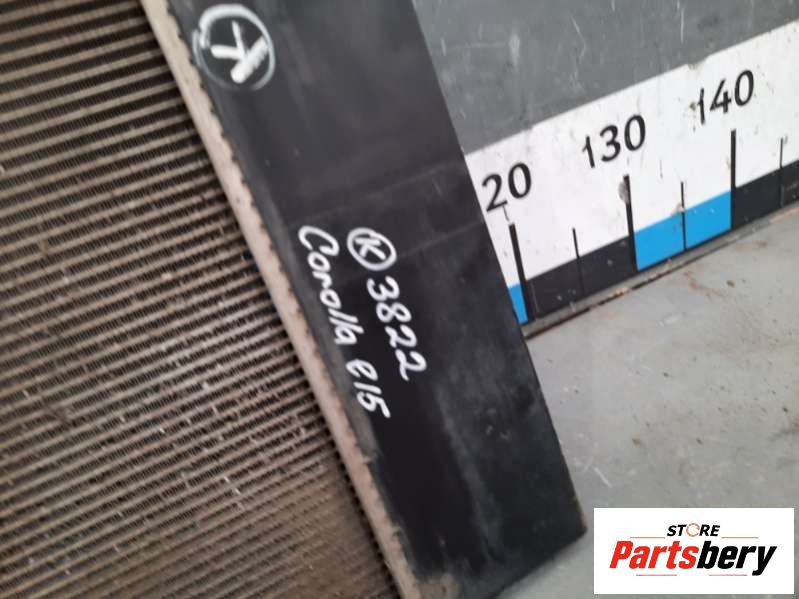 K
K 3822
Corolla e15
20 130 140
STORE
Partsbery